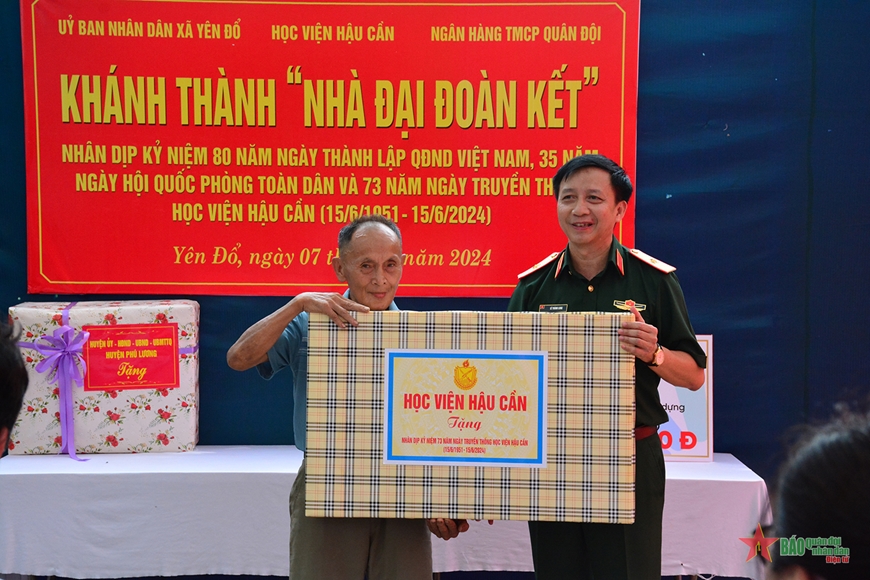 ỦY BAN NHÂN DÂN XÃ YÊN ĐỔ HỌC VIỆN HẬU CẦN NGÂN HÀNG TMCP QUÂN ĐỘI
KHÁNH THÀNH "NHÀ ĐẠI ĐOÀN KẾT"
NHÂN DỊP KỶ NIỆM 80 NĂM NGÀY THÀNH LẬP QĐND VIỆT NAM, 35 NĂM
NGÀY HỘI QUỐC PHÒNG TOÀN DÂN VÀ 73 NĂM NGÀY TRUYỀN TH
HỌC VIỆN HẬU CẦN (15/6/1951 - 15/6/2024)
Yên Đổ, ngày 07 th năm 2024
HUYỆN ỦY - HĐND - UBND - UBMTTQ
HUYỆN PHÚ LƯƠNG
Tặng
HỌC VIỆN HẬU CẦN
Tặng
NHÂN DỊP KỶ NIỆM 73 NĂM NGÀY TRUYỀN THỐNG HỌC VIỆN HẬU CẦN
(15/6/1951 - 15/6/2024)
dựng
0 Đ
BÁO quân đội nhân dân
Điện tử